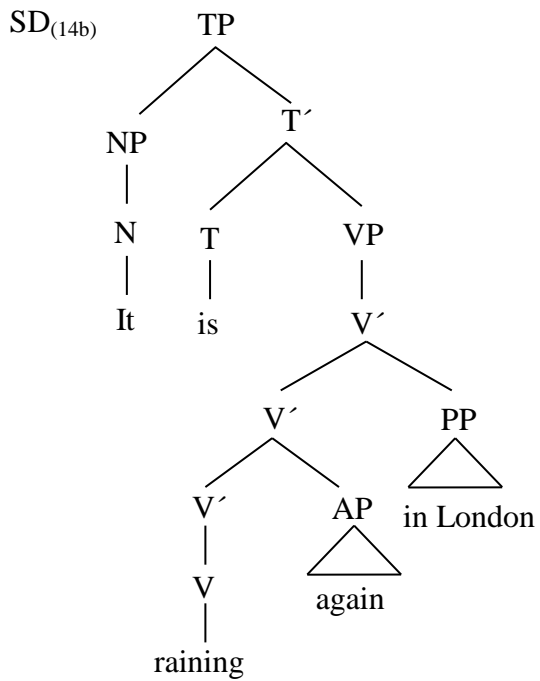 SD(14b) TP
NP T´
N T VP
It is V´
V´ PP
V´ AP in London
V again
raining